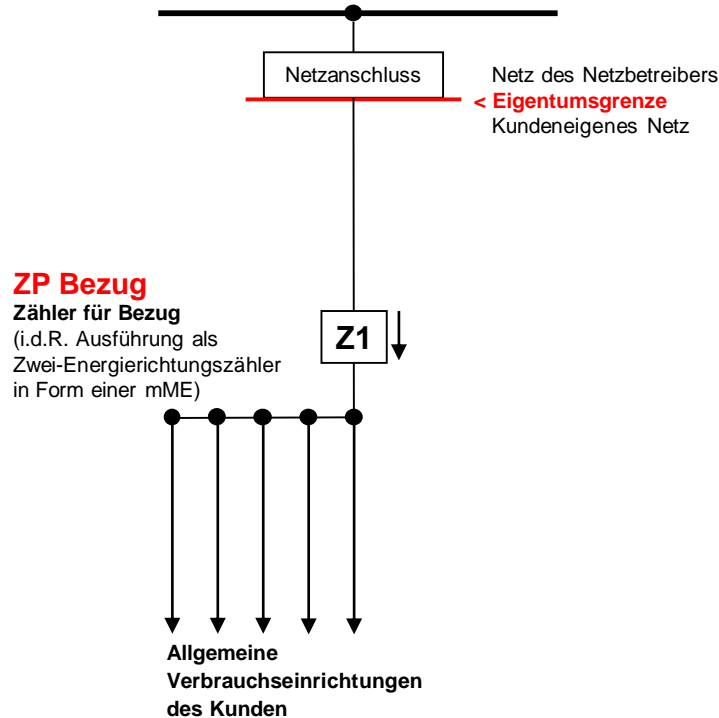 Netzanschluss
Netz des Netzbetreibers
< Eigentumsgrenze
Kundeneigenes Netz
ZP Bezug
Zähler für Bezug
(i.d.R. Ausführung als
Zwei-Energierichtungszähler
in Form einer mME)
Z1
Allgemeine
Verbrauchseinrichtungen
des Kunden